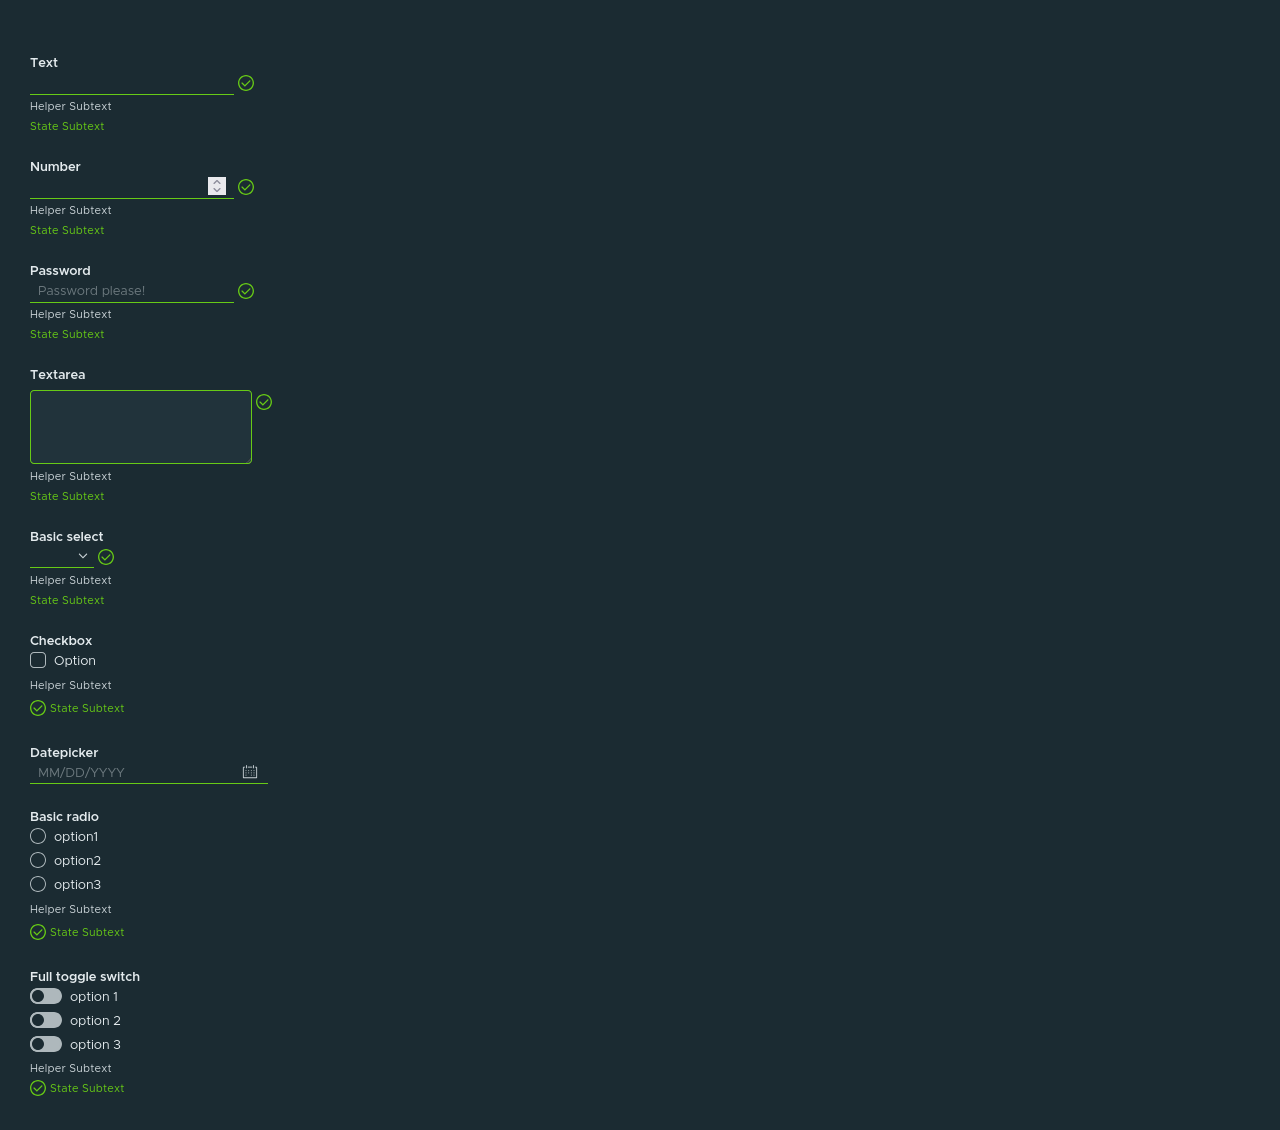 Text
Helper Subtext
State Subtext
Number
Helper Subtext
State Subtext
Password
Password please!
Helper Subtext
State Subtext
Textarea
Helper Subtext
State Subtext
Basic select
Helper Subtext
State Subtext
Checkbox
Option
Helper Subtext
State Subtext
Datepicker
MM/DD/YYYY
Basic radio
option1
option2
option3
Helper Subtext
State Subtext
Full toggle switch
option 1
option 2
option 3
Helper Subtext
State Subtext